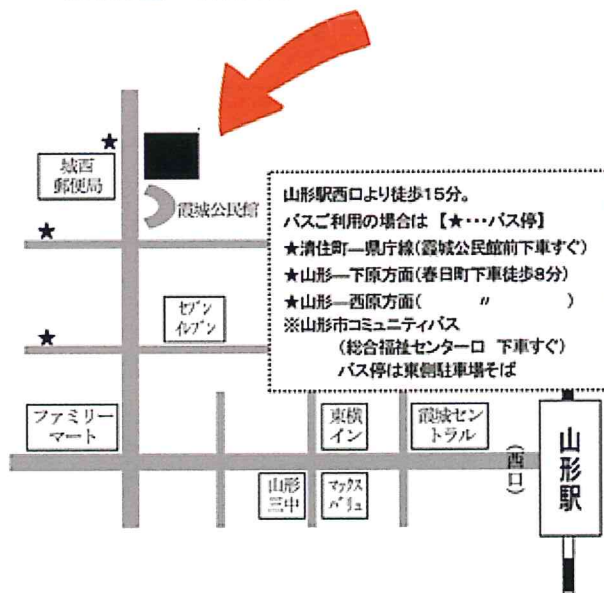 ★
城西
郵便局
霞城公民館
★
山形駅西口より徒歩15分。
バスご利用の場合は【★・・・バス停】
★清住町―県庁線(霞城公民館前下車すぐ)
★山形―下原方面(春日町下車徒歩8分)
★山形―西原方面(　〃　)
※山形市コミュニティバス
(総合福祉センター口 下車すぐ)
バス停は東側駐車場そば
セブン
イレブン
★
ファミリー
マート
東横
イン
霞城セン
トラル
(西口)
山形駅
山形
三中
マックス
バリュ